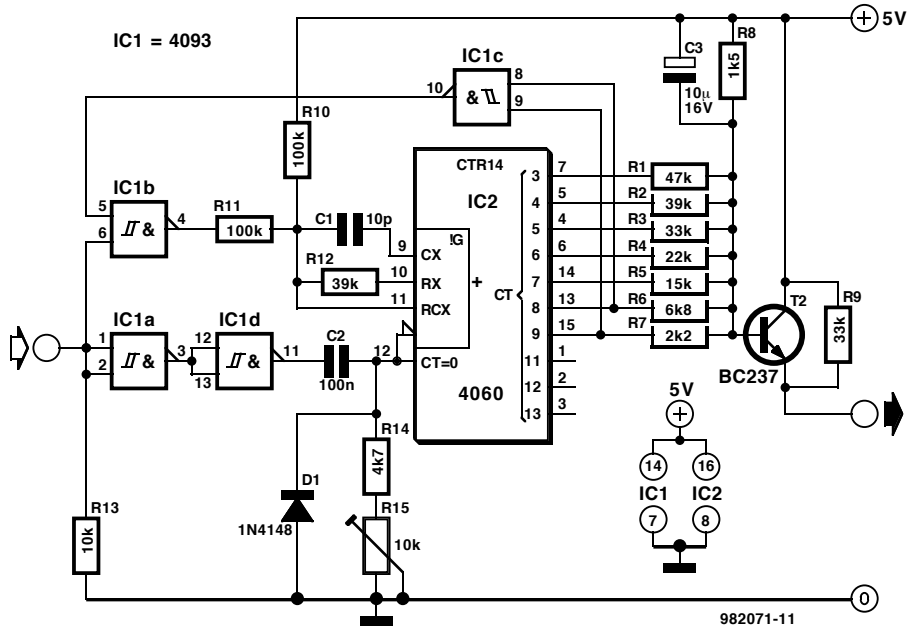 5V
IC1 = 4093
R8
1k5
C3
10µ
16V
IC1c
8
9
10
&
R10
100k
CTR14
IC2
IC1b
5
6
4
&
R11
100k
C1
10p
R12
39k
9
10
11
12
!G
CX
RX
RCX
CT=0
+
CT
4060
3
4
5
6
7
8
9
11
12
13
7
5
4
6
14
13
15
1
2
3
R1
47k
R2
39k
R3
33k
R4
22k
R5
15k
R6
6k8
R7
2k2
T2
BC237
R9
33k
IC1a
1
2
3
&
IC1d
12
13
11
&
C2
100n
R14
4k7
R15
10k
D1
1N4148
R13
10k
5V
14
16
IC1
IC2
7
8
0
982071-11